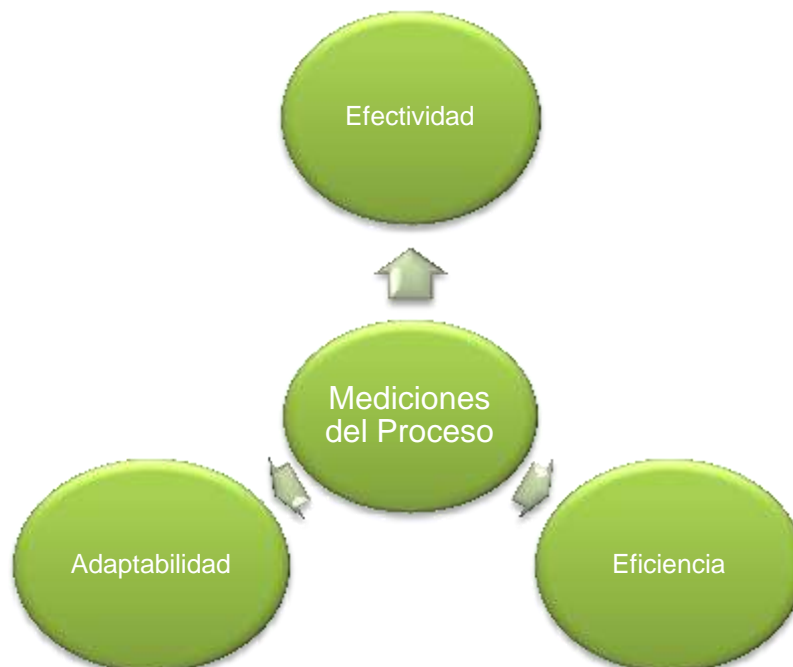 Efectividad
Mediciones
del Proceso
Adaptabilidad
Eficiencia